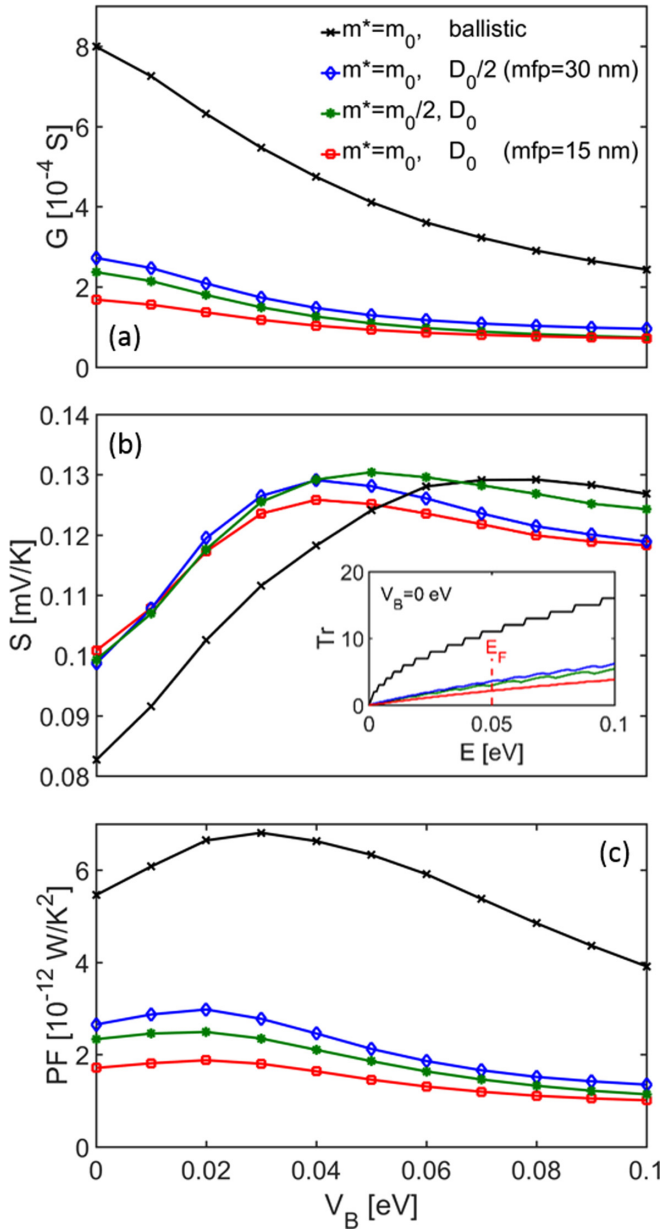 8
6
4
2
0
G [10⁻⁴ S]
m*=m₀, ballistic
m*=m₀, D₀/2 (mfp=30 nm)
m*=m₀/2, D₀
m*=m₀, D₀ (mfp=15 nm)
(a)
0.14
0.13
0.12
0.11
0.1
0.09
0.08
S [mV/K]
(b)
20
10
0
Tr
V_B=0 eV
E_F
0
0.05
0.1
E [eV]
6
4
2
0
PF [10⁻¹² W/K²]
(c)
0
0.02
0.04
0.06
0.08
0.1
V_B [eV]